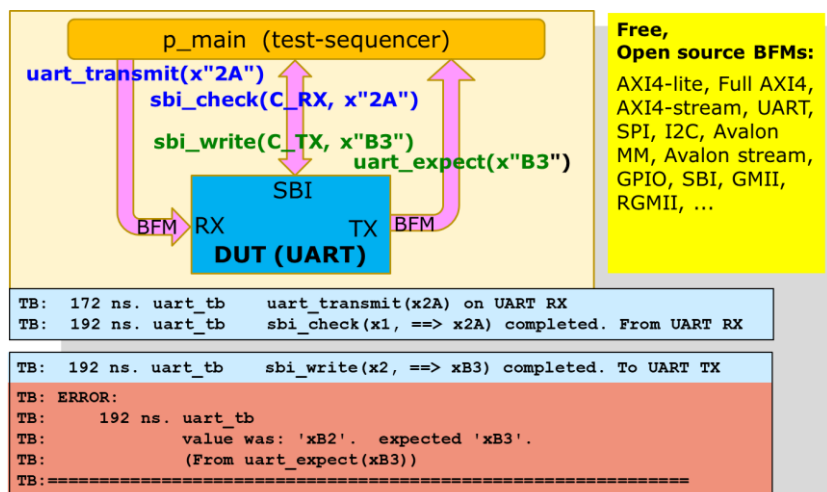 p_main (test-sequencer)
uart_transmit(x"2A")
sbi_check(C_RX, x"2A")
sbi_write(C_TX, x"B3")
uart_expect(x"B3")
SBI
BFM RX TX BFM
DUT (UART)
Free,
Open source BFMs:
AXI4-lite, Full AXI4,
AXI4-stream, UART,
SPI, I2C, Avalon
MM, Avalon stream,
GPIO, SBI, GMII,
RGMII, ...
TB: 172 ns. uart_tb uart_transmit(x2A) on UART RX
TB: 192 ns. uart_tb sbi_check(x1, ==> x2A) completed. From UART RX
TB: 192 ns. uart_tb sbi_write(x2, ==> xB3) completed. To UART TX
TB: ERROR:
TB: 192 ns. uart_tb
TB: value was: 'xB2'. expected 'xB3'.
TB: (From uart_expect(xB3))
TB:==============================================================